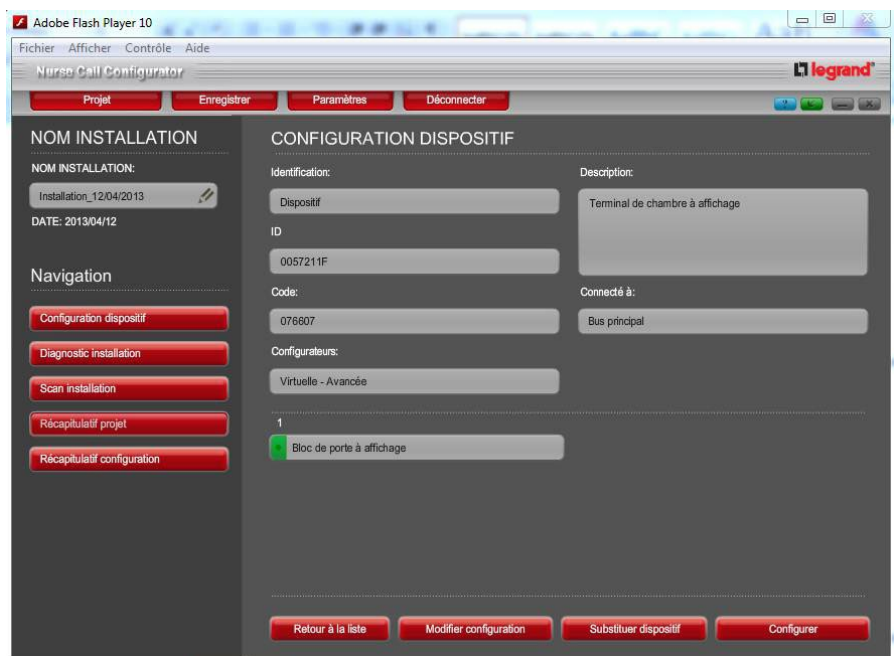 Adobe Flash Player 10
Fichier Afficher Contrôle Aide
Nurse Call Configurator
legrand
Projet Enregistrer Paramètres Déconnecter
NOM INSTALLATION
NOM INSTALLATION:
Installation_12/04/2013
DATE: 2013/04/12
Navigation
Configuration dispositif
Diagnostic installation
Scan installation
Récapitulatif projet
Récapitulatif configuration
CONFIGURATION DISPOSITIF
Identification:
Dispositif
ID
0057211F
Code:
076607
Configurateurs:
Virtuelle - Avancée
Description:
Terminal de chambre à affichage
Connecté à:
Bus principal
1
Bloc de porte à affichage
Retour à la liste Modifier configuration Substituer dispositif Configurer